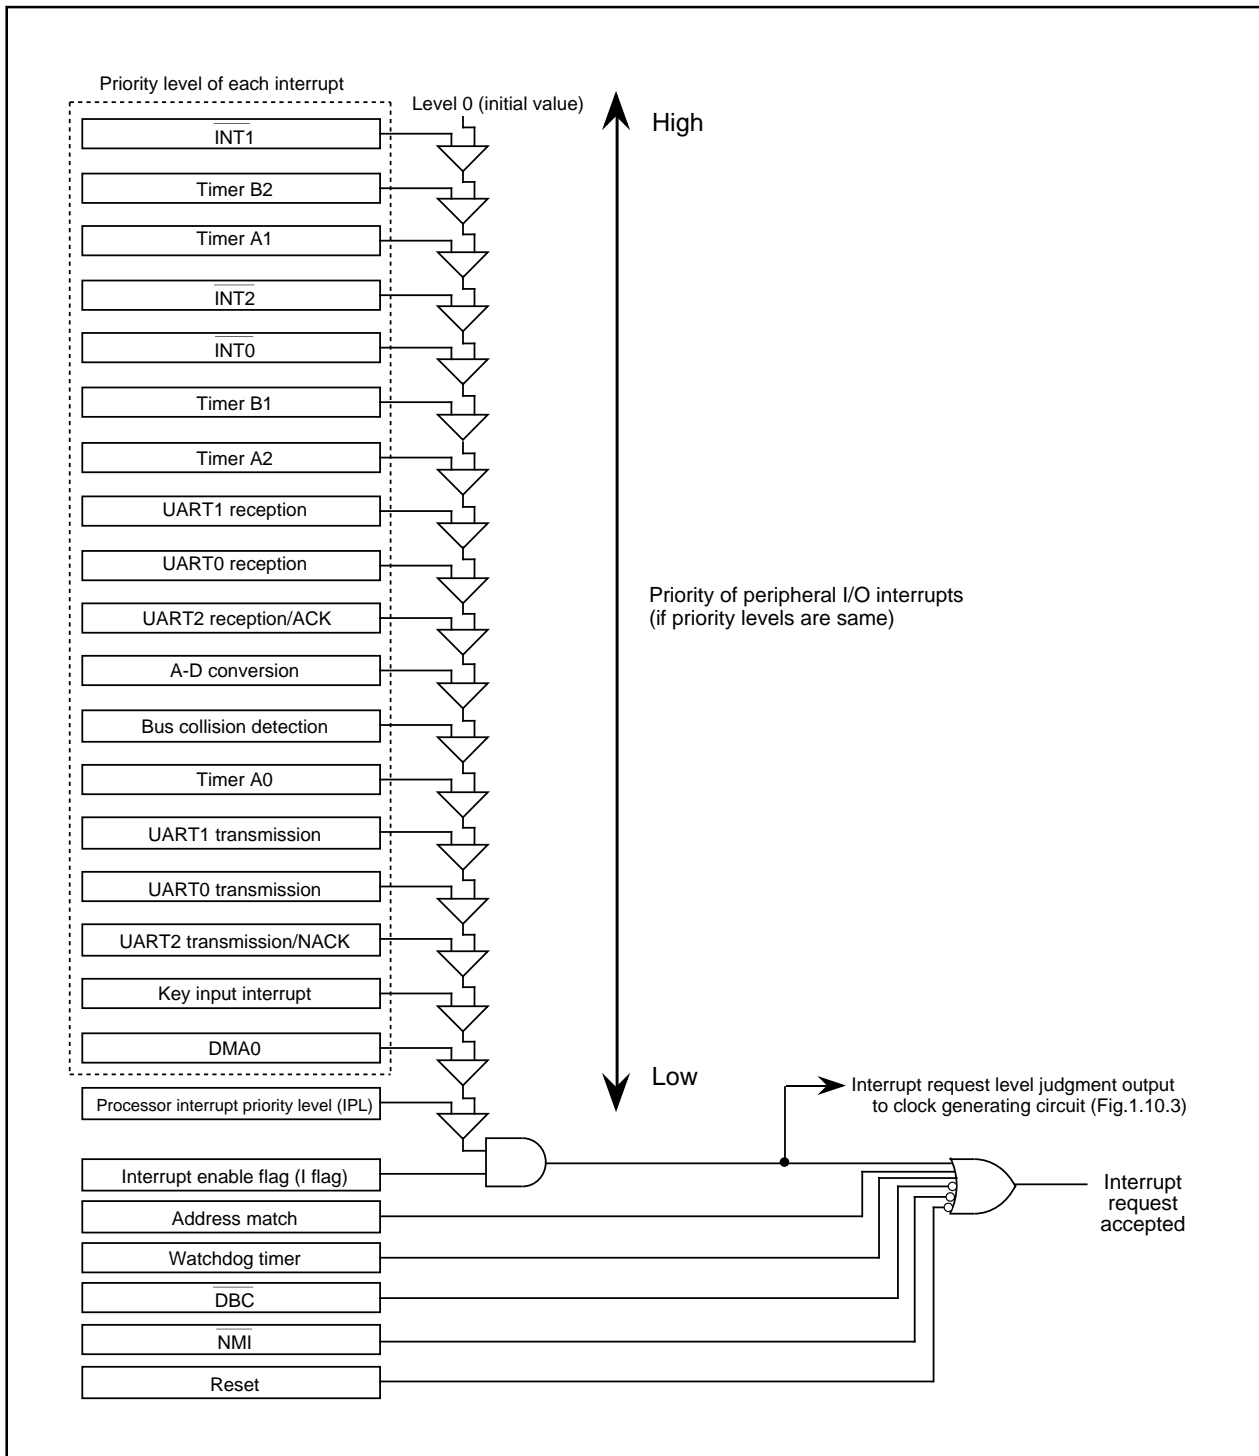 Priority level of each interrupt
Level 0 (initial value)
High
INT1
Timer B2
Timer A1
INT2
INT0
Timer B1
Timer A2
UART1 reception
UART0 reception
UART2 reception/ACK
A-D conversion
Bus collision detection
Timer A0
UART1 transmission
UART0 transmission
UART2 transmission/NACK
Key input interrupt
DMA0
Priority of peripheral I/O interrupts
(if priority levels are same)
Low
Processor interrupt priority level (IPL)
Interrupt request level judgment output
to clock generating circuit (Fig.1.10.3)
Interrupt enable flag (I flag)
Address match
Watchdog timer
DBC
NMI
Reset
Interrupt
request
accepted